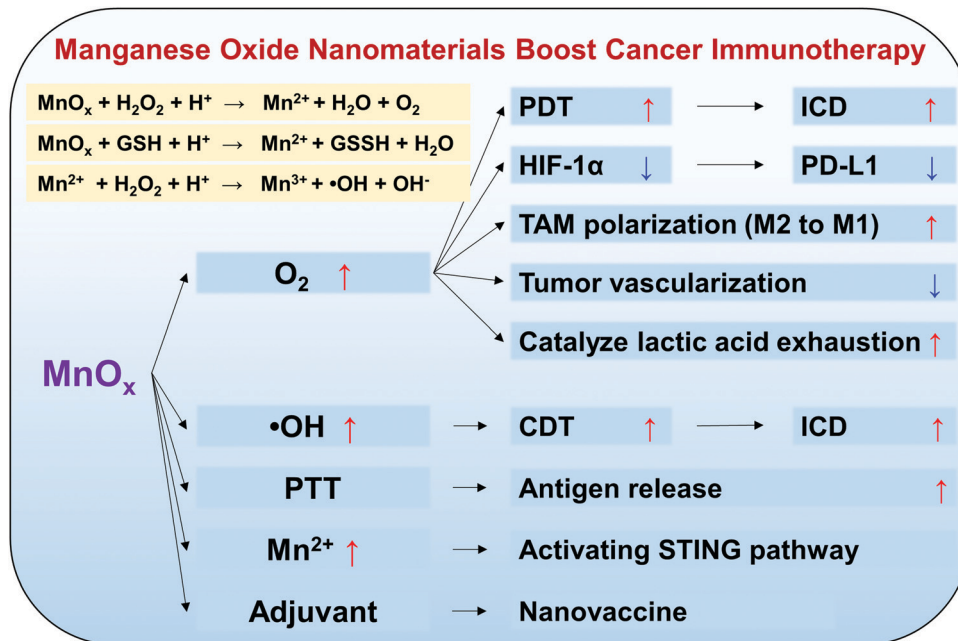 Manganese Oxide Nanomaterials Boost Cancer Immunotherapy
MnOₓ + H₂O₂ + H⁺ → Mn²⁺ + H₂O + O₂
MnOₓ + GSH + H⁺ → Mn²⁺ + GSSH + H₂O
Mn²⁺ + H₂O₂ + H⁺ → Mn³⁺ + •OH + OH⁻
PDT ↑ → ICD ↑
HIF-1α ↓ → PD-L1 ↓
TAM polarization (M2 to M1) ↑
O₂ ↑
Tumor vascularization ↓
Catalyze lactic acid exhaustion ↑
MnOₓ
•OH ↑ → CDT ↑ → ICD ↑
PTT → Antigen release ↑
Mn²⁺ ↑ → Activating STING pathway
Adjuvant → Nanovaccine